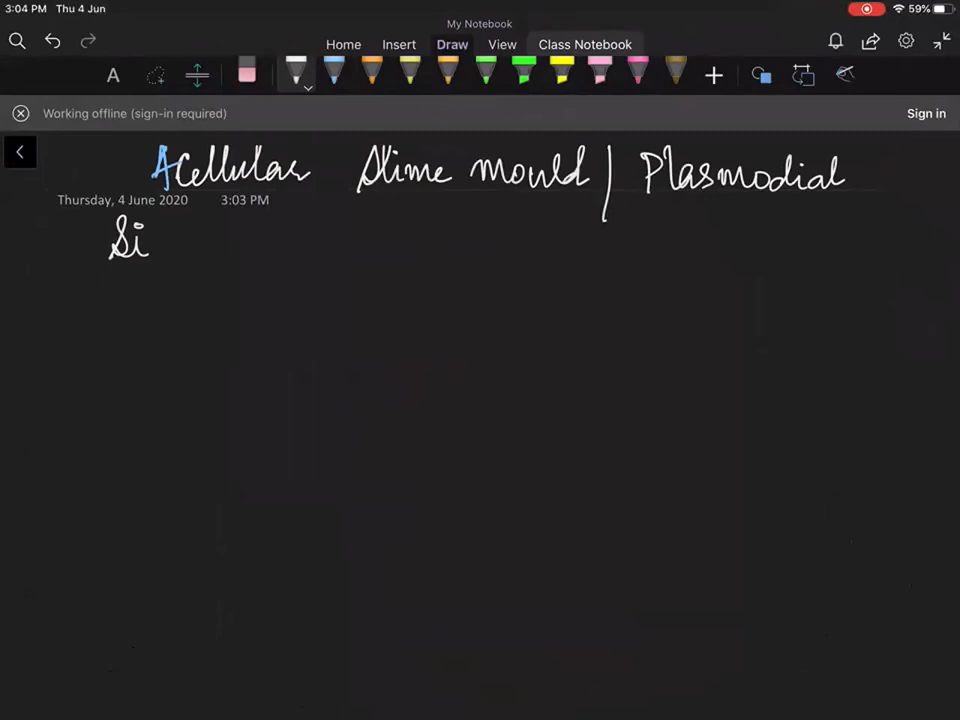 3:04 PM Thu 4 Jun 59%
My Notebook
Home Insert Draw View Class Notebook
A
Working offline (sign-in required) Sign in
Acellular Slime mould / Plasmodial
Thursday, 4 June 2020 3:03 PM
Si